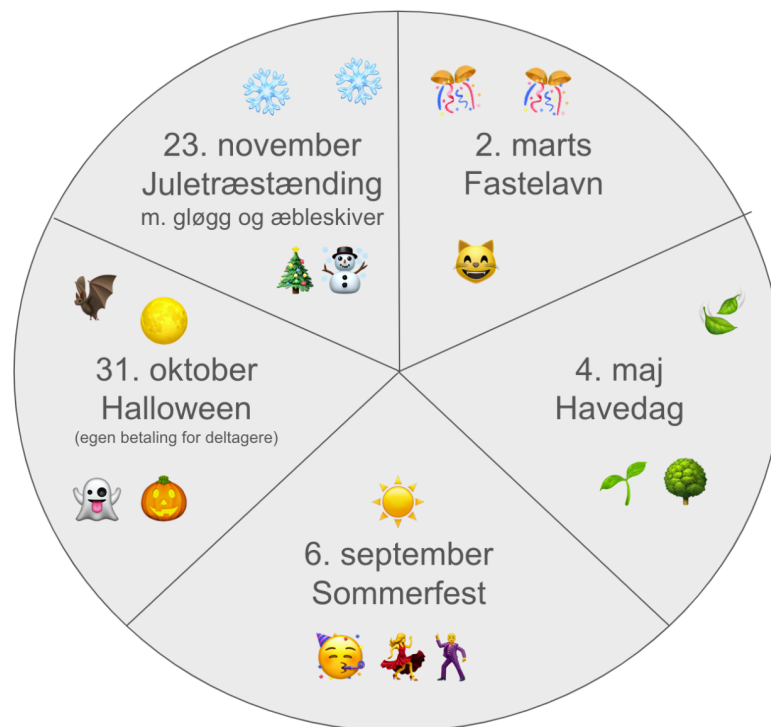 23. november
Juletræstænding
m. gløgg og æbleskiver
2. marts
Fastelavn
31. oktober
Halloween
(egen betaling for deltagere)
4. maj
Havedag
6. september
Sommerfest